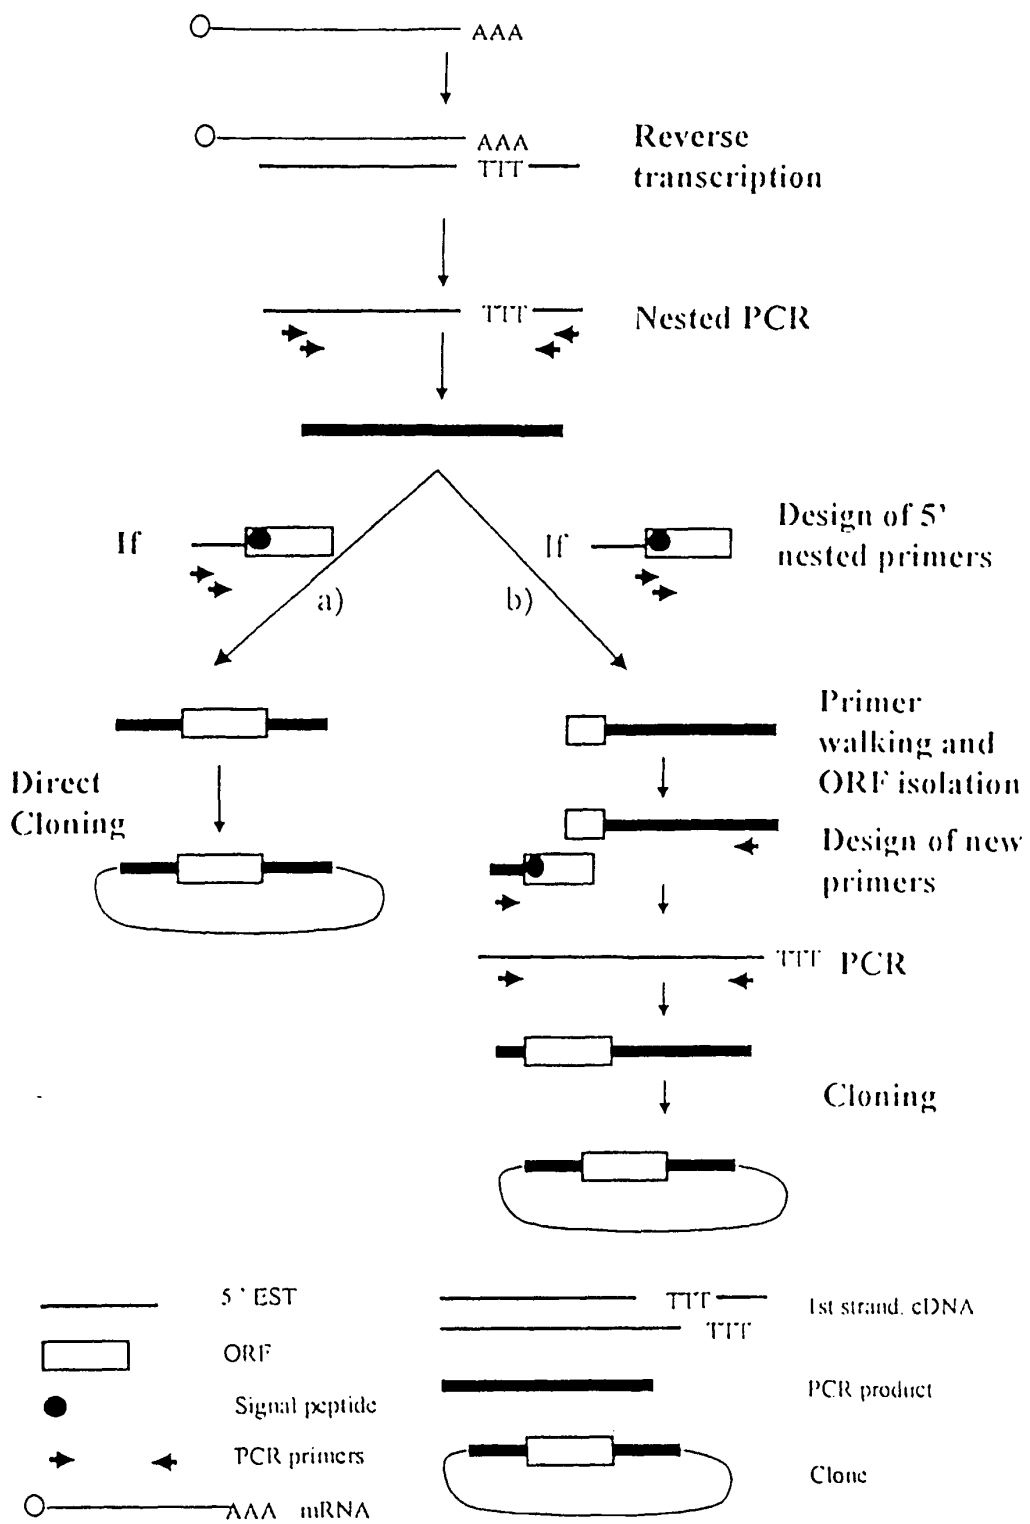 AAA
AAA
TTT
Reverse
transcription
TTT
Nested PCR
If
If
Design of 5'
nested primers
a)
b)
Primer
walking and
ORF isolation
Direct
Cloning
Design of new
primers
TTT PCR
Cloning
5' EST
TTT
1st strand. cDNA
TTT
ORF
PCR product
Signal peptide
PCR primers
Clone
AAA mRNA